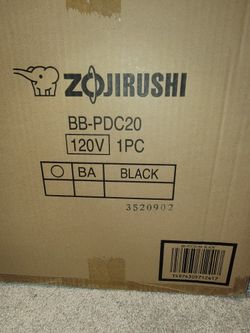 ZOJIRUSHI
BB-PDC20
120V 1PC
BA BLACK
3520902